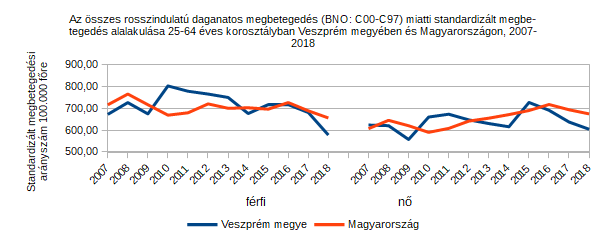 Az összes rosszindulatú daganatos megbetegedés (BNO: C00-C97) miatti standardizált megbe-
tegedés alalakulása 25-64 éves korosztályban Veszprém megyében és Magyarországon, 2007-
2018
Standardizált megbetegedési
arányszám 100.000 főre
900,00
800,00
700,00
600,00
500,00
2007 2008 2009 2010 2011 2012 2013 2014 2015 2016 2017 2018 2007 2008 2009 2010 2011 2012 2013 2014 2015 2016 2017 2018
férfi nő
Veszprém megye Magyarország